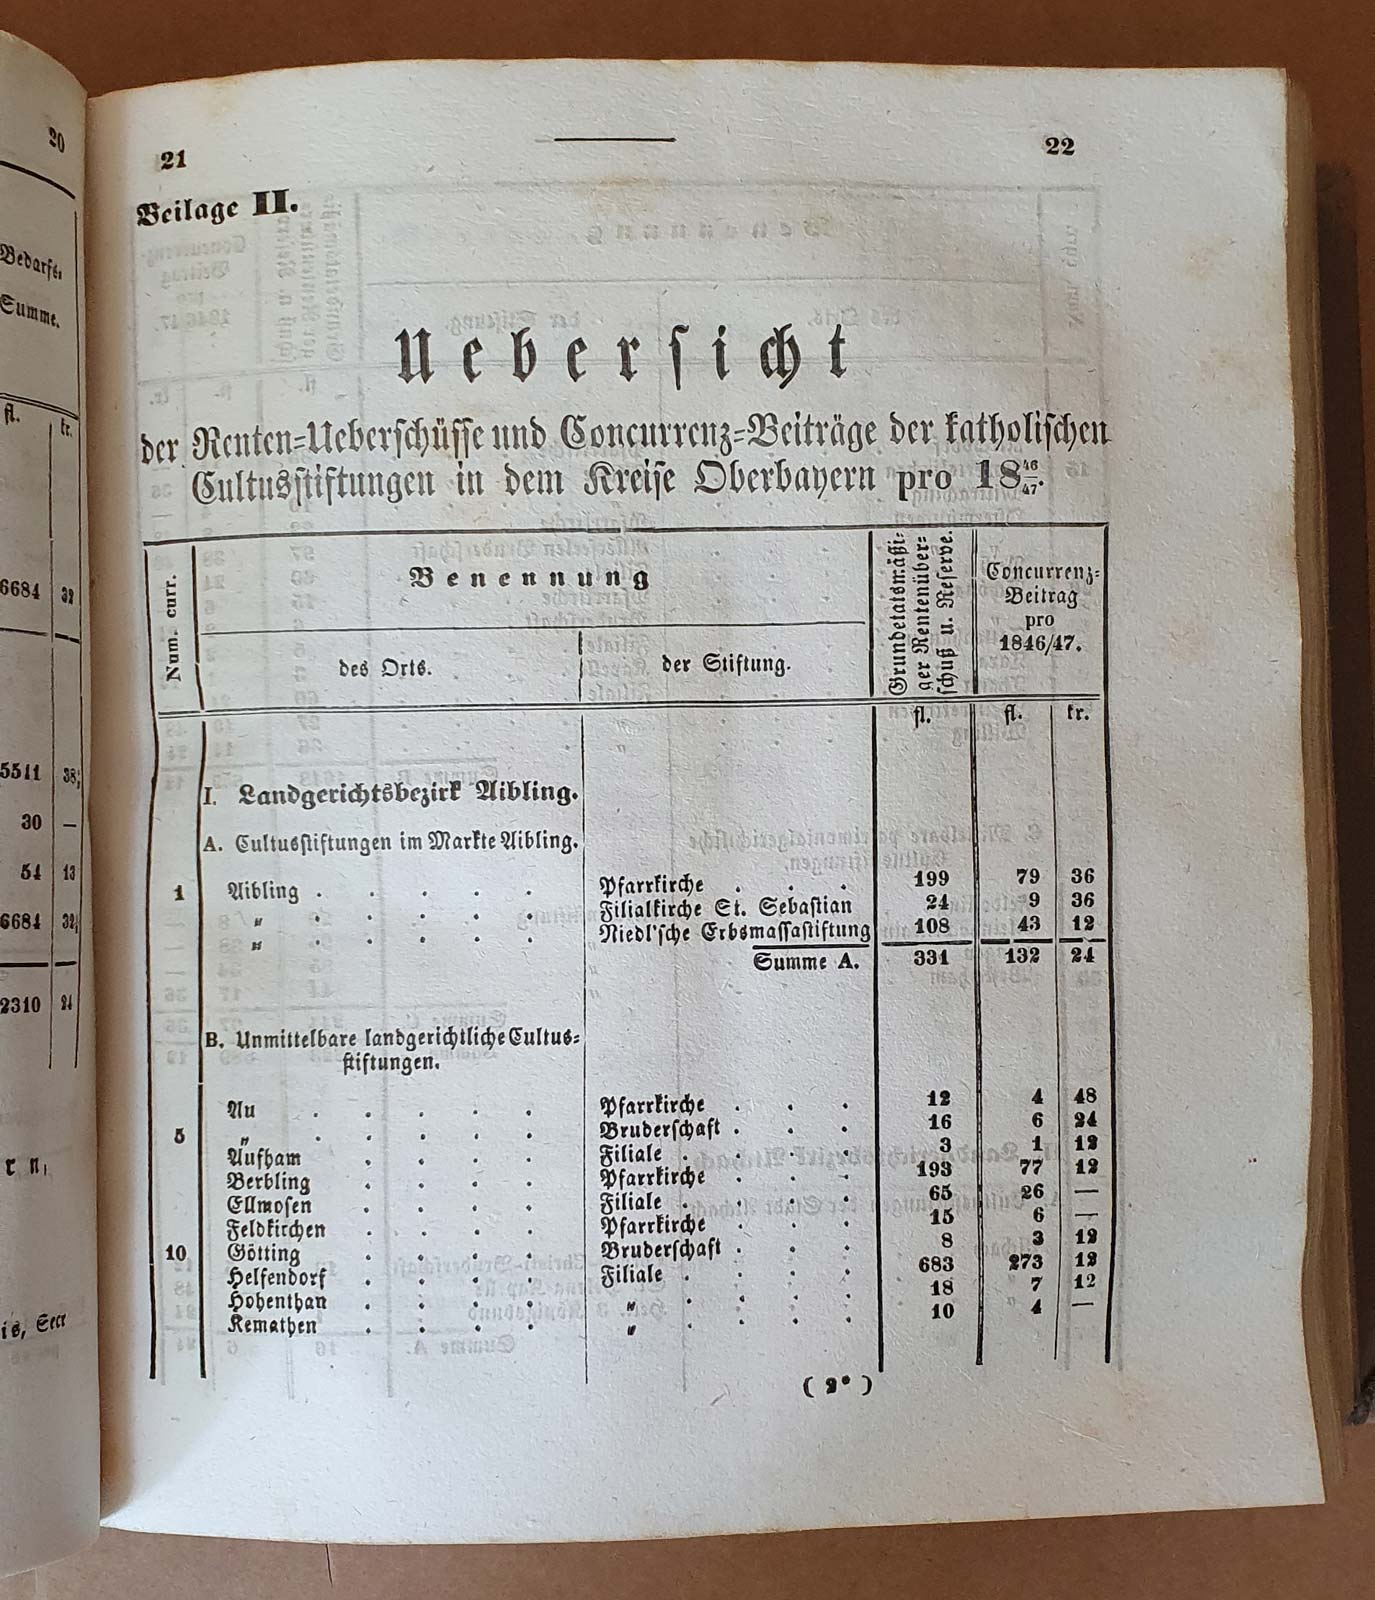 20
Bedarfs-
Summe.
fl. kr.
6684 32
5511 38
30 —
54 13
6684 32
2310 24
r n,
is, Secr
21 22
Beilage II.
Uebersicht
der Renten-Ueberschüsse und Concurrenz-Beiträge der katholischen
Cultusstiftungen in dem Kreise Oberbayern pro 18 46/47.
Num. curr.
Benennung
des Orts. der Stiftung.
Grundetatsmäßi-
ger Rentenüber-
schuß u. Reserve.
Concurrenz-
Beitrag
pro
1846/47.
fl. fl. kr.
I. Landgerichtsbezirk Aibling.
A. Cultusstiftungen im Markte Aibling.
1 Aibling . . . . . Pfarrkirche . . . 199 79 36
„ . . . . . Filialkirche St. Sebastian 24 9 36
„ . . . . . Niedl'sche Erbsmassastiftung 108 43 12
Summe A. 331 132 24
B. Unmittelbare landgerichtliche Cultus-
stiftungen.
Au . . . . . Pfarrkirche . . . 12 4 48
5 „ . . . . . Bruderschaft . . . 16 6 24
Aufham . . . . Filiale . . . . 3 1 12
Berbling . . . . Pfarrkirche . . . 193 77 12
Ellmosen . . . . Filiale . . . . 65 26 —
Feldkirchen . . . . Pfarrkirche . . . 15 6 —
10 Götting . . . . Bruderschaft . . . 8 3 12
Helfendorf . . . . Filiale . . . . 683 273 12
Hohenthan . . . . „ . . . . 18 7 12
Kemathen . . . . „ . . . . 10 4 —